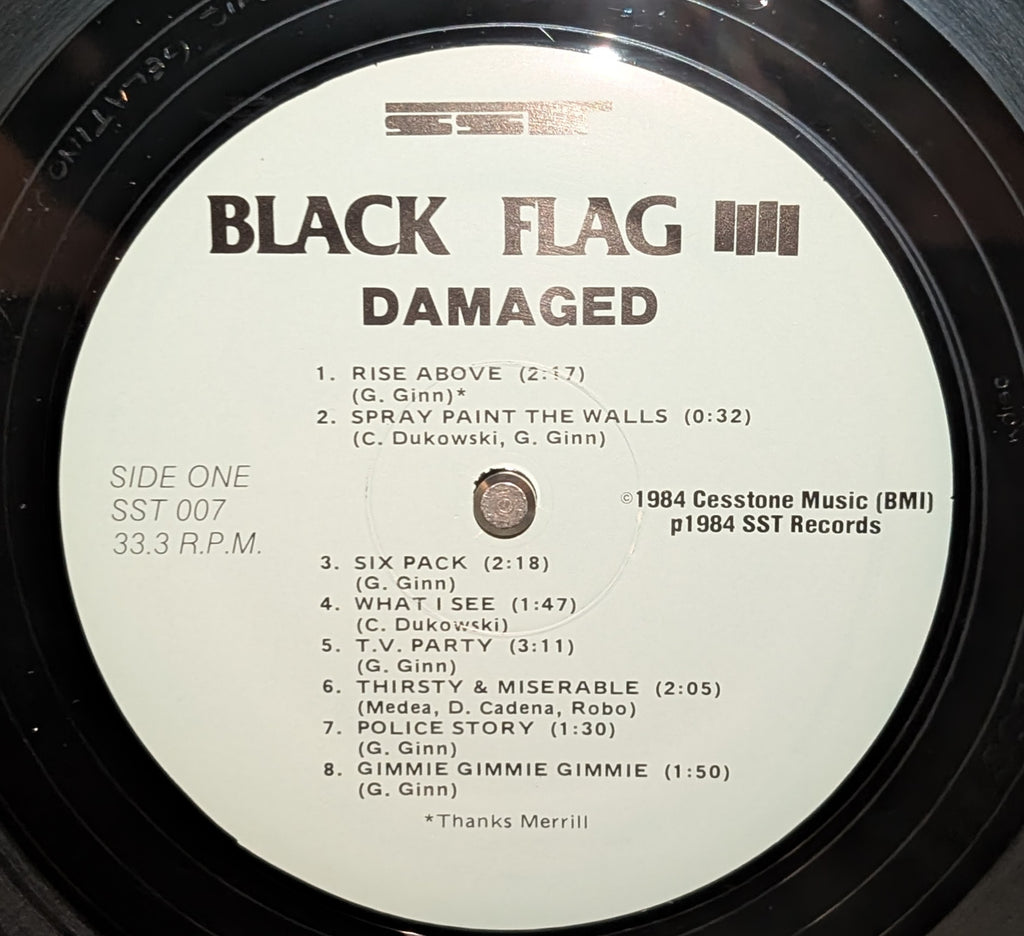 SST
BLACK FLAG
DAMAGED
1. RISE ABOVE (2:17)
(G. Ginn)*
2. SPRAY PAINT THE WALLS (0:32)
(C. Dukowski, G. Ginn)
SIDE ONE
SST 007
33.3 R.P.M.
©1984 Cesstone Music (BMI)
p1984 SST Records
3. SIX PACK (2:18)
(G. Ginn)
4. WHAT I SEE (1:47)
(C. Dukowski)
5. T.V. PARTY (3:11)
(G. Ginn)
6. THIRSTY & MISERABLE (2:05)
(Medea, D. Cadena, Robo)
7. POLICE STORY (1:30)
(G. Ginn)
8. GIMMIE GIMMIE GIMMIE (1:50)
(G. Ginn)
*Thanks Merrill